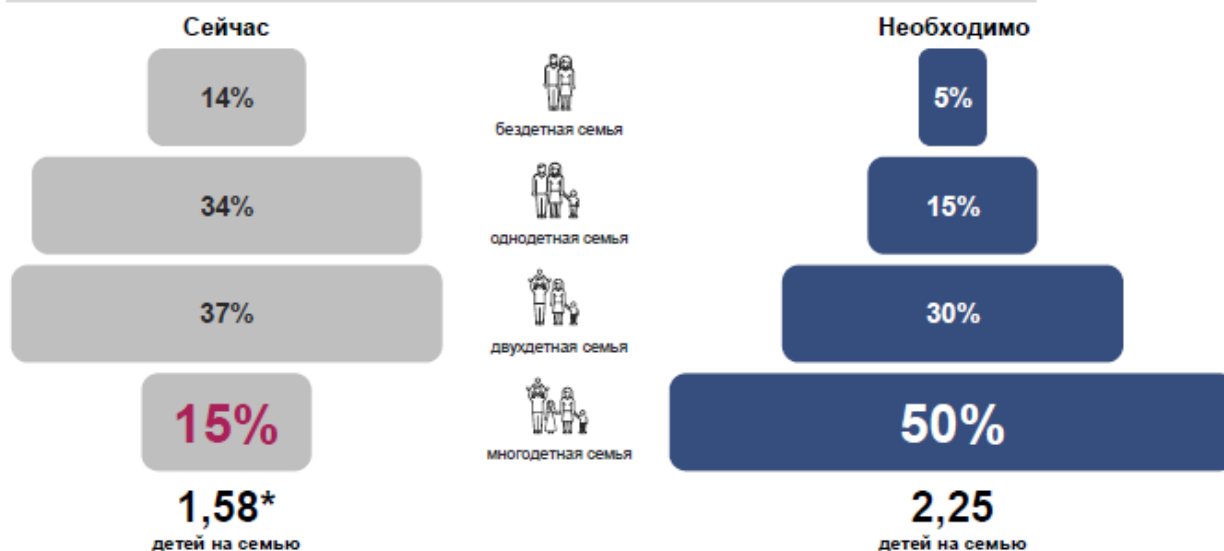 Сейчас
Необходимо
14%
бездетная семья
5%
34%
однодетная семья
15%
37%
двухдетная семья
30%
15%
многодетная семья
50%
1,58*
детей на семью
2,25
детей на семью